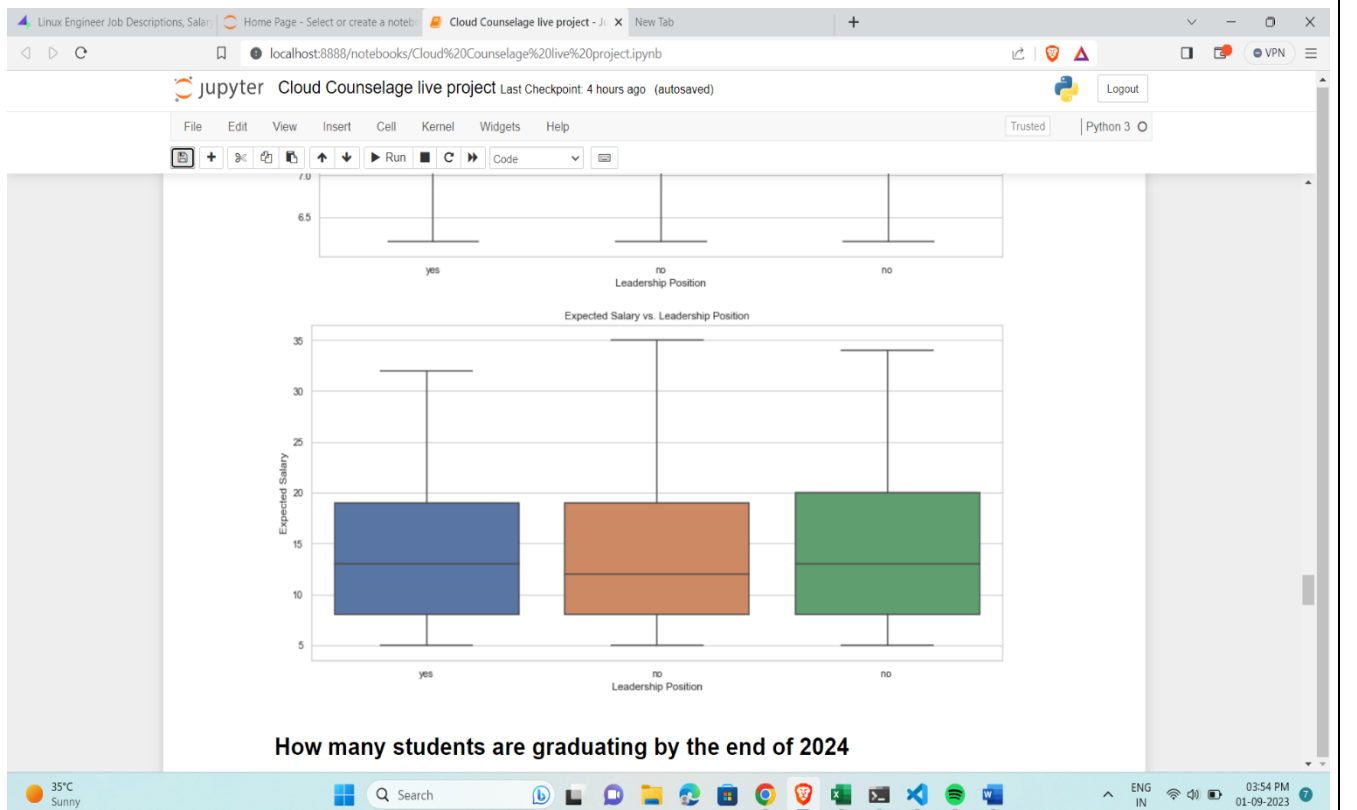 Linux Engineer Job Descriptions, Salar
Home Page - Select or create a noteb
Cloud Counselage live project - Ju
New Tab
localhost:8888/notebooks/Cloud%20Counselage%20live%20project.ipynb
VPN
jupyter Cloud Counselage live project Last Checkpoint: 4 hours ago (autosaved)
Logout
File Edit View Insert Cell Kernel Widgets Help
Trusted Python 3
Run Code
7.0
6.5
yes no no
Leadership Position
Expected Salary vs. Leadership Position
35
30
25
20
15
10
5
Expected Salary
yes no no
Leadership Position
How many students are graduating by the end of 2024
35°C
Sunny
Search
ENG
IN
03:54 PM
01-09-2023
7